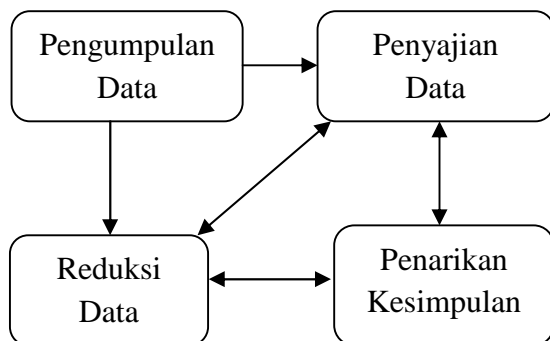 Pengumpulan
Data
Penyajian
Data
Reduksi
Data
Penarikan
Kesimpulan